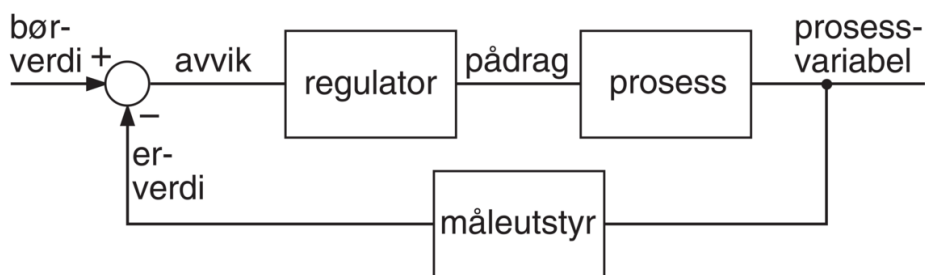 bør-
verdi +
avvik
regulator
pådrag
prosess
prosess-
variabel
−
er-
verdi
måleutstyr